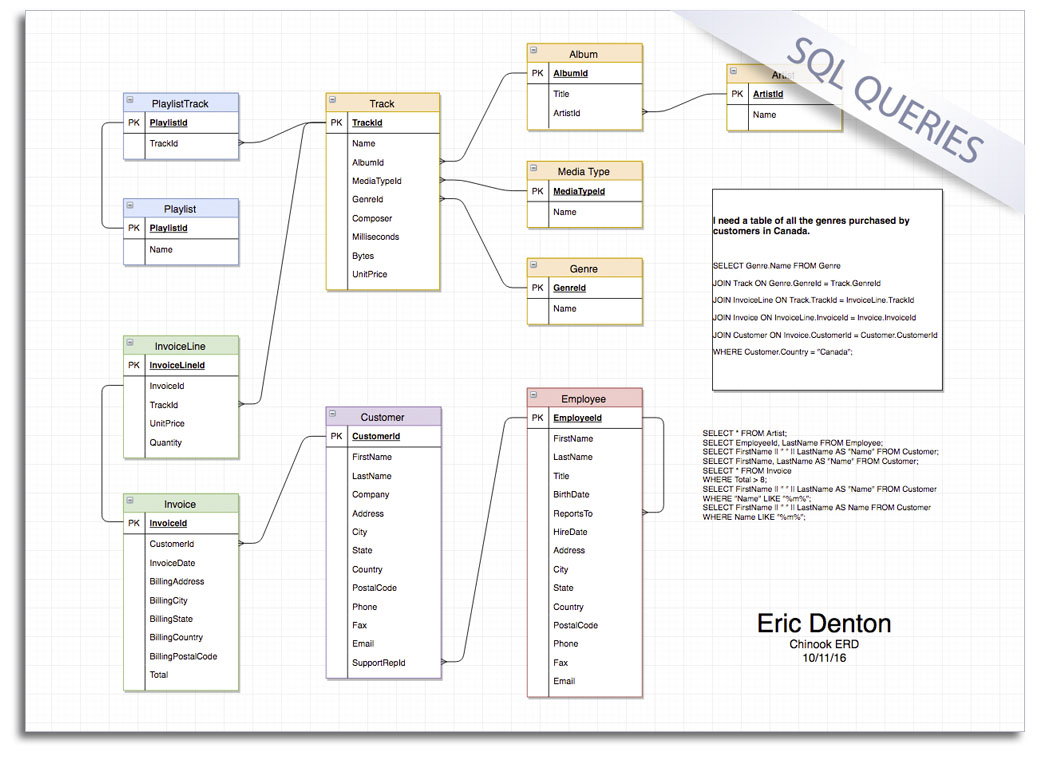 SQL QUERIES
PlaylistTrack
PK PlaylistId
TrackId
Playlist
PK PlaylistId
Name
Track
PK TrackId
Name
AlbumId
MediaTypeId
GenreId
Composer
Milliseconds
Bytes
UnitPrice
Album
PK AlbumId
Title
ArtistId
PK ArtistId
Name
Media Type
PK MediaTypeId
Name
Genre
PK GenreId
Name
I need a table of all the genres purchased by
customers in Canada.
SELECT Genre.Name FROM Genre
JOIN Track ON Genre.GenreId = Track.GenreId
JOIN InvoiceLine ON Track.TrackId = InvoiceLine.TrackId
JOIN Invoice ON InvoiceLine.InvoiceId = Invoice.InvoiceId
JOIN Customer ON Invoice.CustomerId = Customer.CustomerId
WHERE Customer.Country = "Canada";
InvoiceLine
PK InvoiceLineId
InvoiceId
TrackId
UnitPrice
Quantity
Invoice
PK InvoiceId
CustomerId
InvoiceDate
BillingAddress
BillingCity
BillingState
BillingCountry
BillingPostalCode
Total
Customer
PK CustomerId
FirstName
LastName
Company
Address
City
State
Country
PostalCode
Phone
Fax
Email
SupportRepId
Employee
PK EmployeeId
FirstName
LastName
Title
BirthDate
ReportsTo
HireDate
Address
City
State
Country
PostalCode
Phone
Fax
Email
SELECT * FROM Artist;
SELECT EmployeeId, LastName FROM Employee;
SELECT FirstName || " " || LastName AS "Name" FROM Customer;
SELECT FirstName, LastName AS "Name" FROM Customer;
SELECT * FROM Invoice
WHERE Total > 8;
SELECT FirstName || " " || LastName AS "Name" FROM Customer
WHERE "Name" LIKE "%m%";
SELECT FirstName || " " || LastName AS Name FROM Customer
WHERE Name LIKE "%m%";
Eric Denton
Chinook ERD
10/11/16